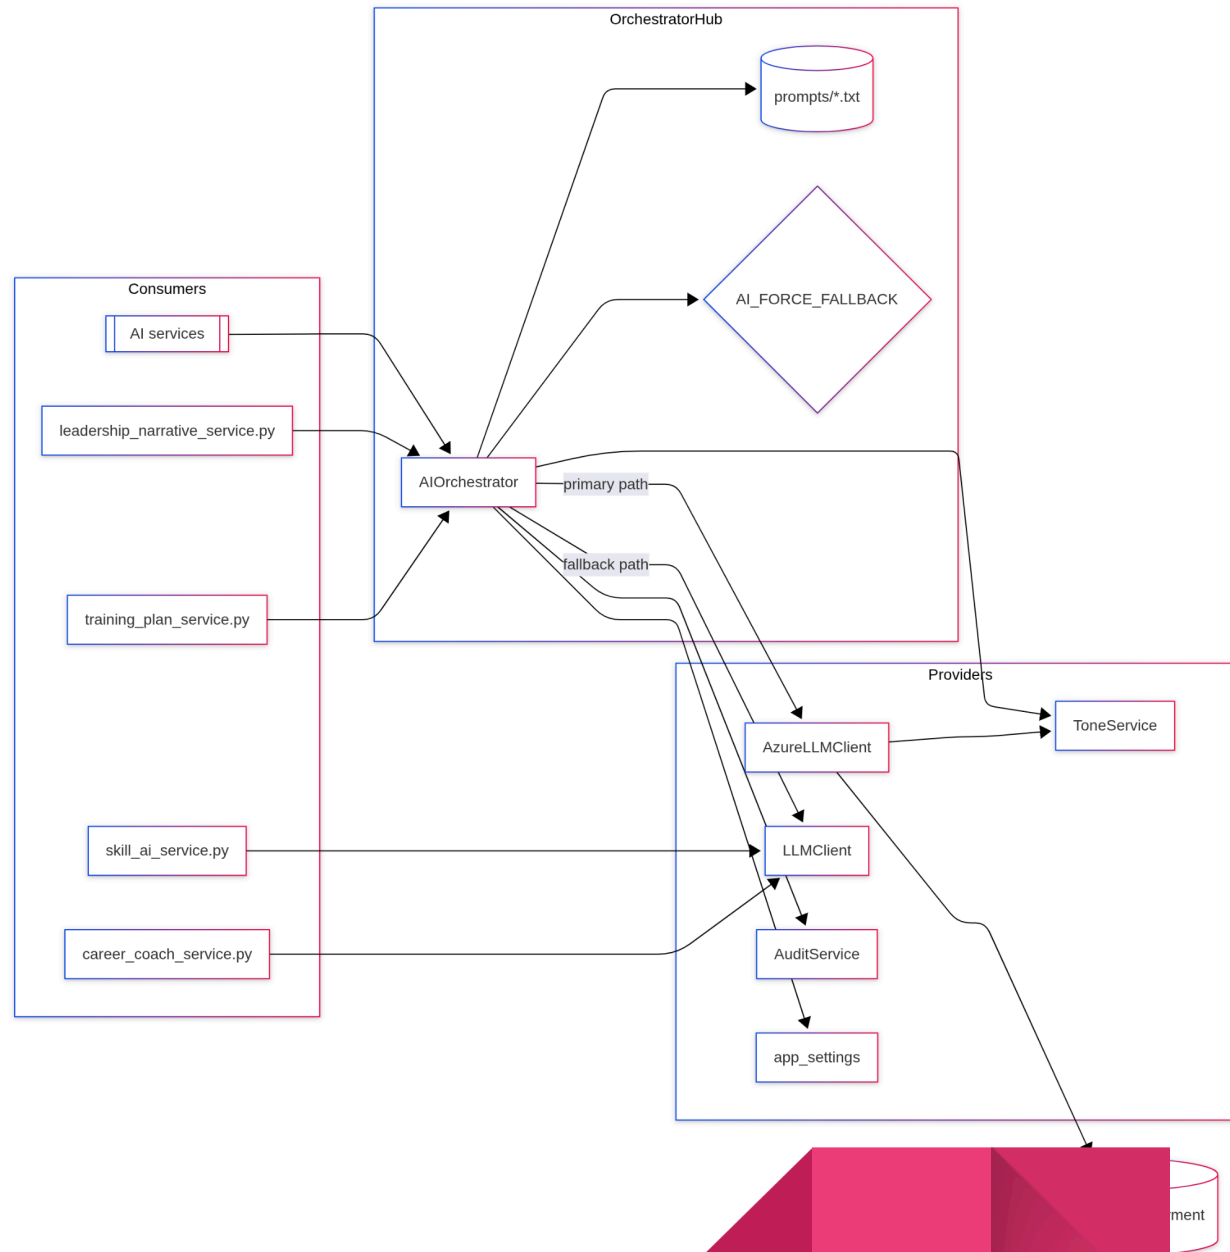 OrchestratorHub
prompts/*.txt
AI_FORCE_FALLBACK
Consumers
AI services
leadership_narrative_service.py
AIOrchestrator
primary path
fallback path
training_plan_service.py
Providers
ToneService
AzureLLMClient
skill_ai_service.py
LLMClient
career_coach_service.py
AuditService
app_settings